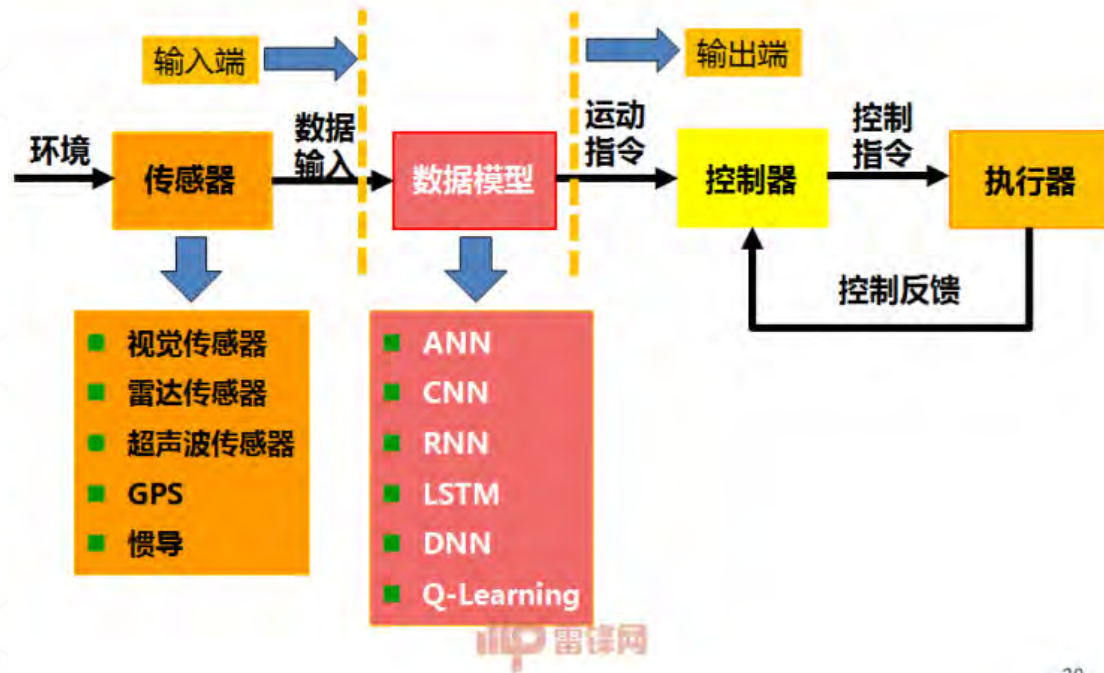 输入端
输出端
环境
传感器
数据
输入
数据模型
运动
指令
控制器
控制
指令
执行器
控制反馈
视觉传感器
雷达传感器
超声波传感器
GPS
惯导
ANN
CNN
RNN
LSTM
DNN
Q-Learning
雷锋网